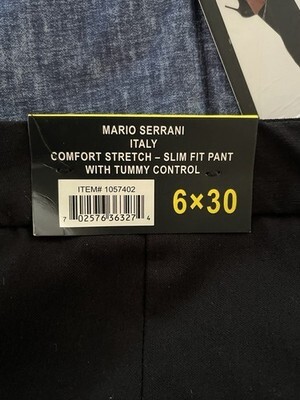 MARIO SERRANI
ITALY
COMFORT STRETCH – SLIM FIT PANT
WITH TUMMY CONTROL
ITEM# 1057402
7 02576 36327 4
6×30